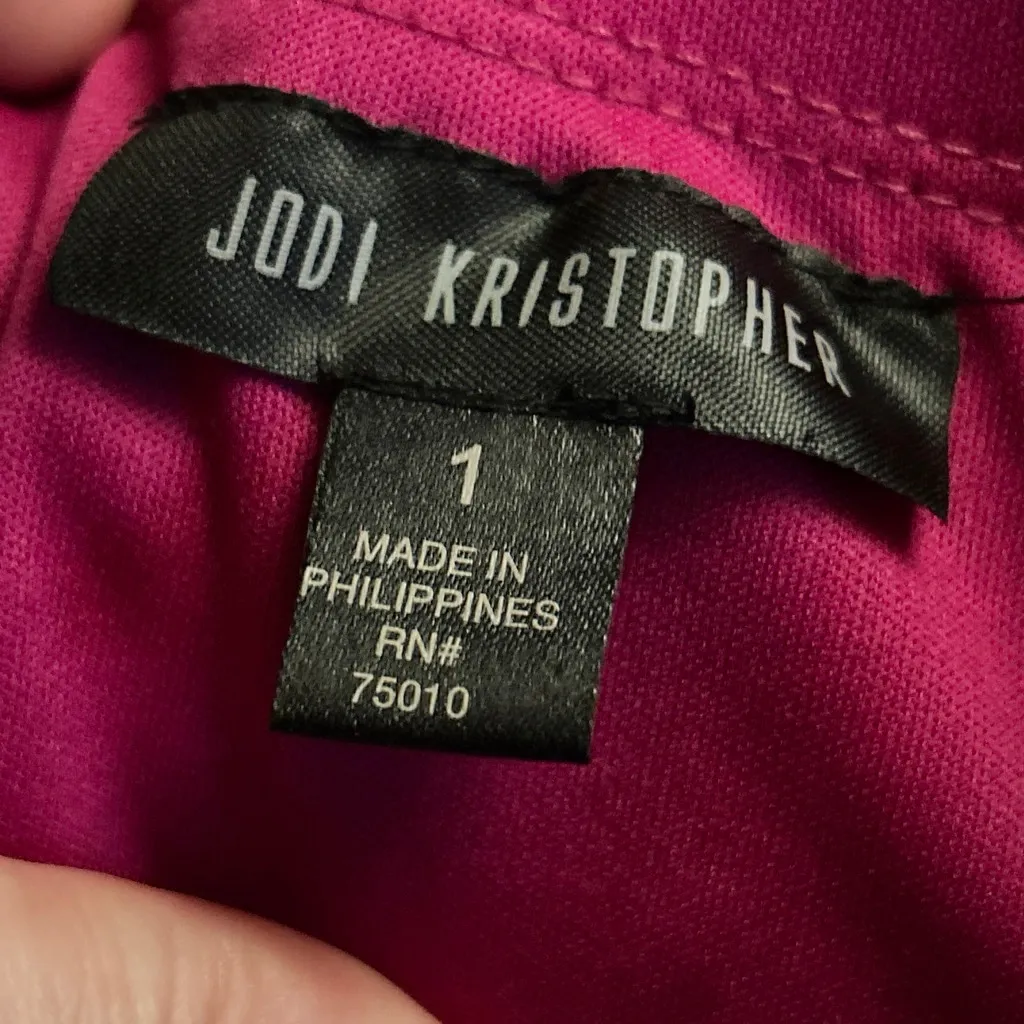 JODI KRISTOPHER
1
MADE IN
PHILIPPINES
RN#
75010